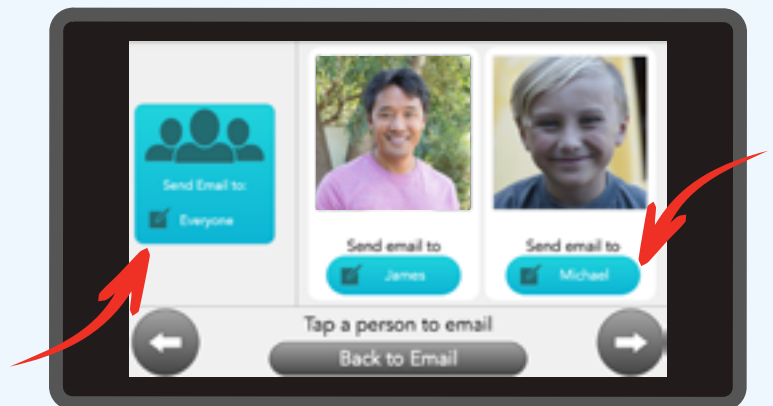 Send Email to:
Everyone
Send email to
James
Send email to
Michael
Tap a person to email
Back to Email